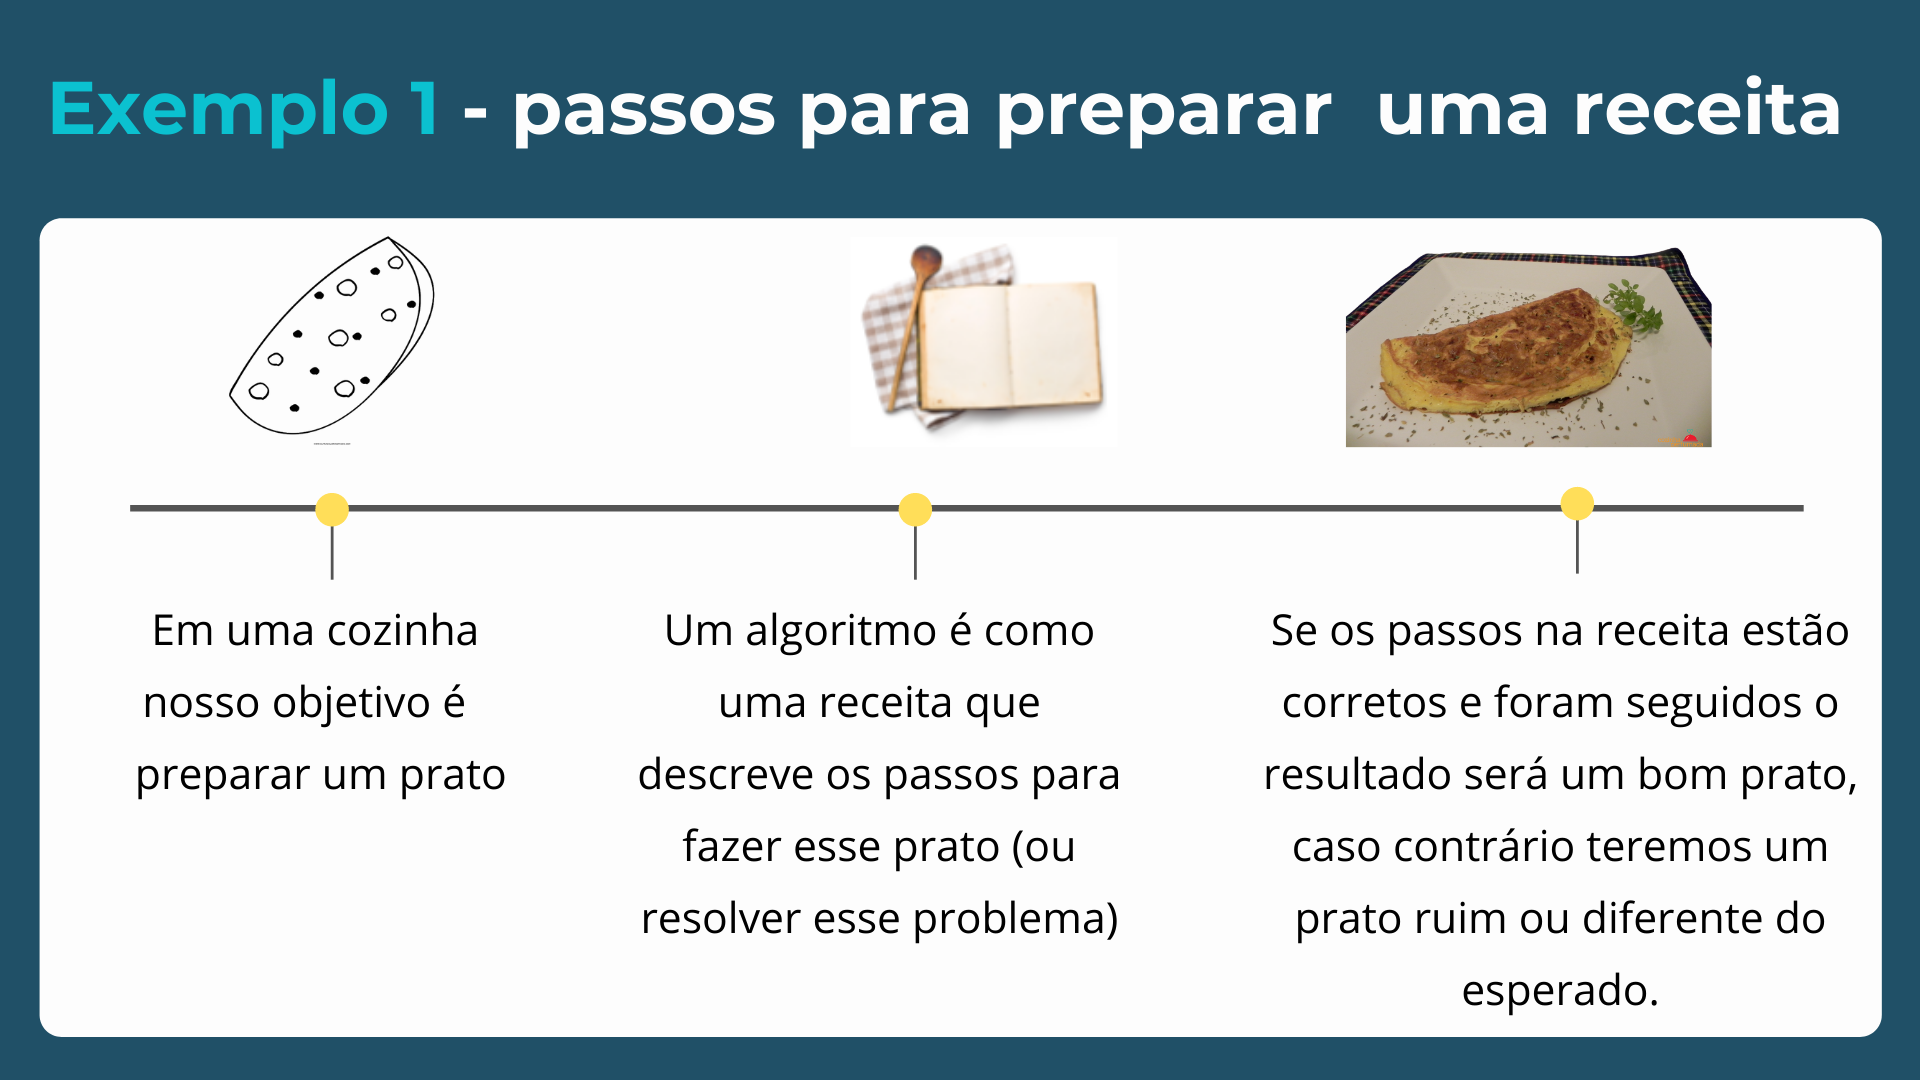 Exemplo 1 - passos para preparar  uma receita
Em uma cozinha
nosso objetivo é
preparar um prato
Um algoritmo é como
uma receita que
descreve os passos para
fazer esse prato (ou
resolver esse problema)
Se os passos na receita estão
corretos e foram seguidos o
resultado será um bom prato,
caso contrário teremos um
prato ruim ou diferente do
esperado.